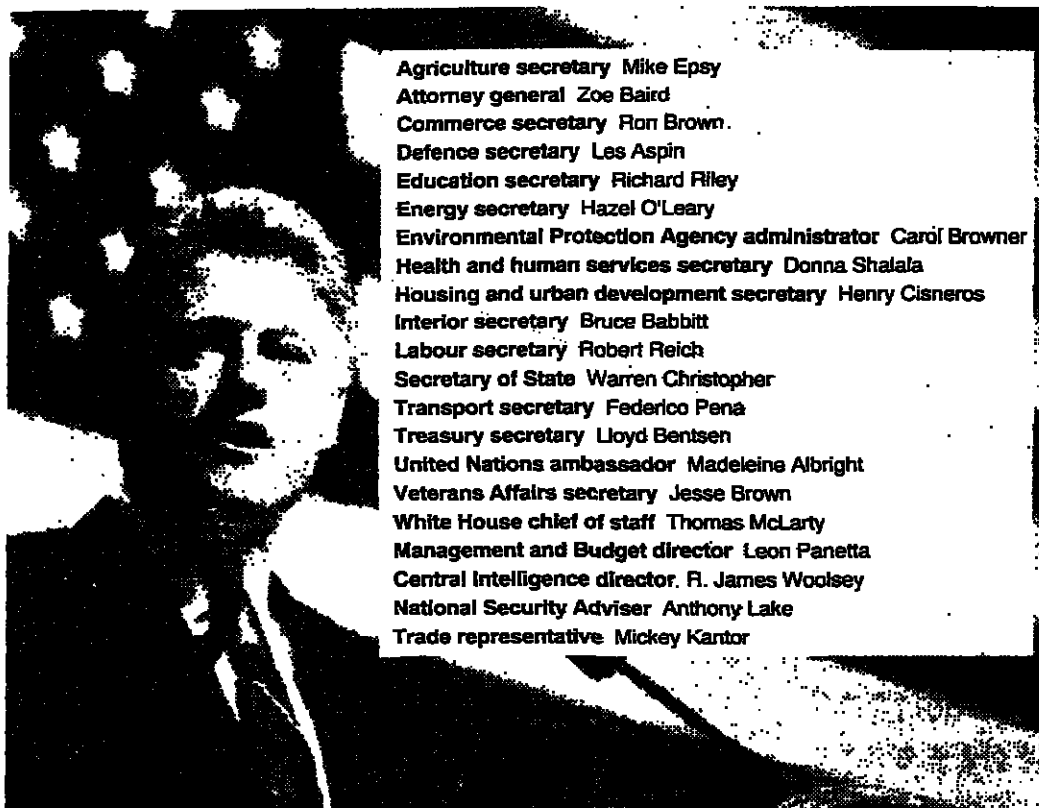 Agriculture secretary Mike Epsy
Attorney general Zoe Baird
Commerce secretary Ron Brown
Defence secretary Les Aspin
Education secretary Richard Riley
Energy secretary Hazel O'Leary
Environmental Protection Agency administrator Carol Browner
Health and human services secretary Donna Shalala
Housing and urban development secretary Henry Cisneros
Interior secretary Bruce Babbitt
Labour secretary Robert Reich
Secretary of State Warren Christopher
Transport secretary Federico Pena
Treasury secretary Lloyd Bentsen
United Nations ambassador Madeleine Albright
Veterans Affairs secretary Jesse Brown
White House chief of staff Thomas McLarty
Management and Budget director Leon Panetta
Central Intelligence director R. James Woolsey
National Security Adviser Anthony Lake
Trade representative Mickey Kantor